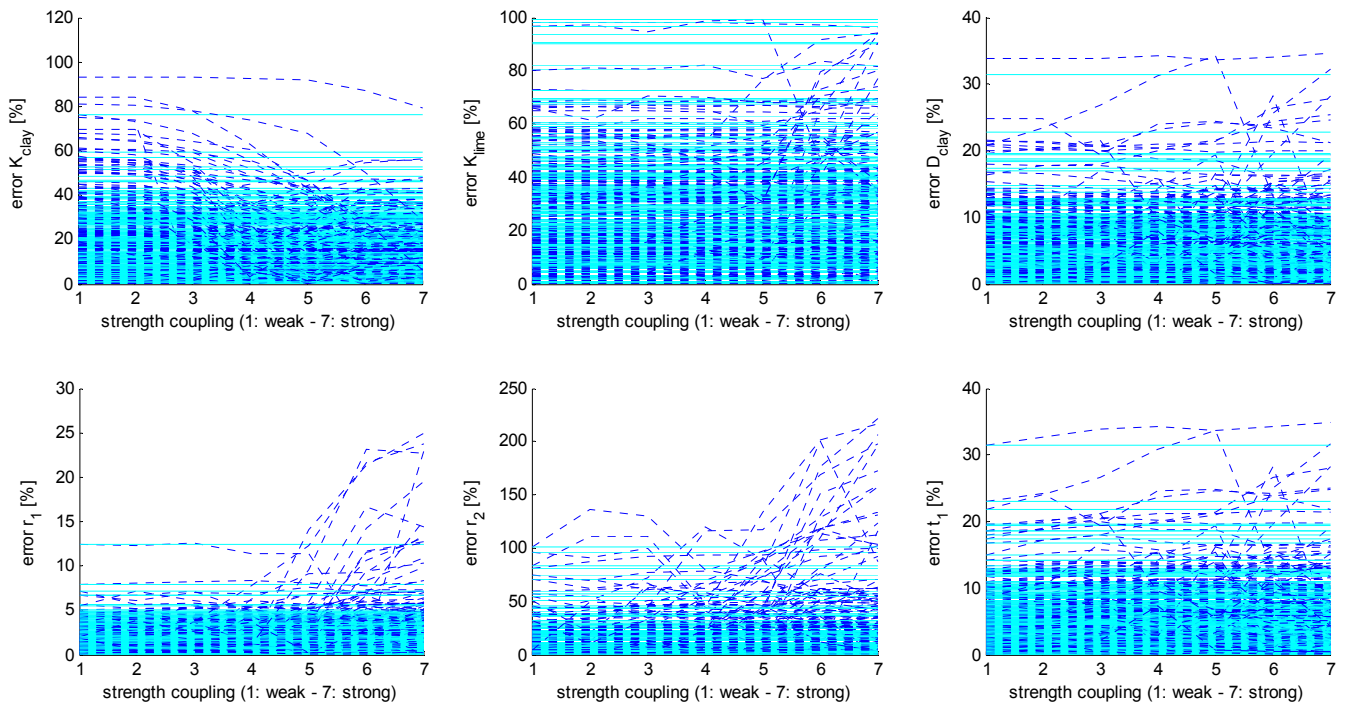 120
100
80
60
40
20
0
error K_clay [%]
1 2 3 4 5 6 7
strength coupling (1: weak - 7: strong)
100
80
60
40
20
0
error K_lime [%]
1 2 3 4 5 6 7
strength coupling (1: weak - 7: strong)
40
30
20
10
0
error D_clay [%]
1 2 3 4 5 6 7
strength coupling (1: weak - 7: strong)
30
25
20
15
10
5
0
error r_1 [%]
1 2 3 4 5 6 7
strength coupling (1: weak - 7: strong)
250
200
150
100
50
0
error r_2 [%]
1 2 3 4 5 6 7
strength coupling (1: weak - 7: strong)
40
30
20
10
0
error t_1 [%]
1 2 3 4 5 6 7
strength coupling (1: weak - 7: strong)